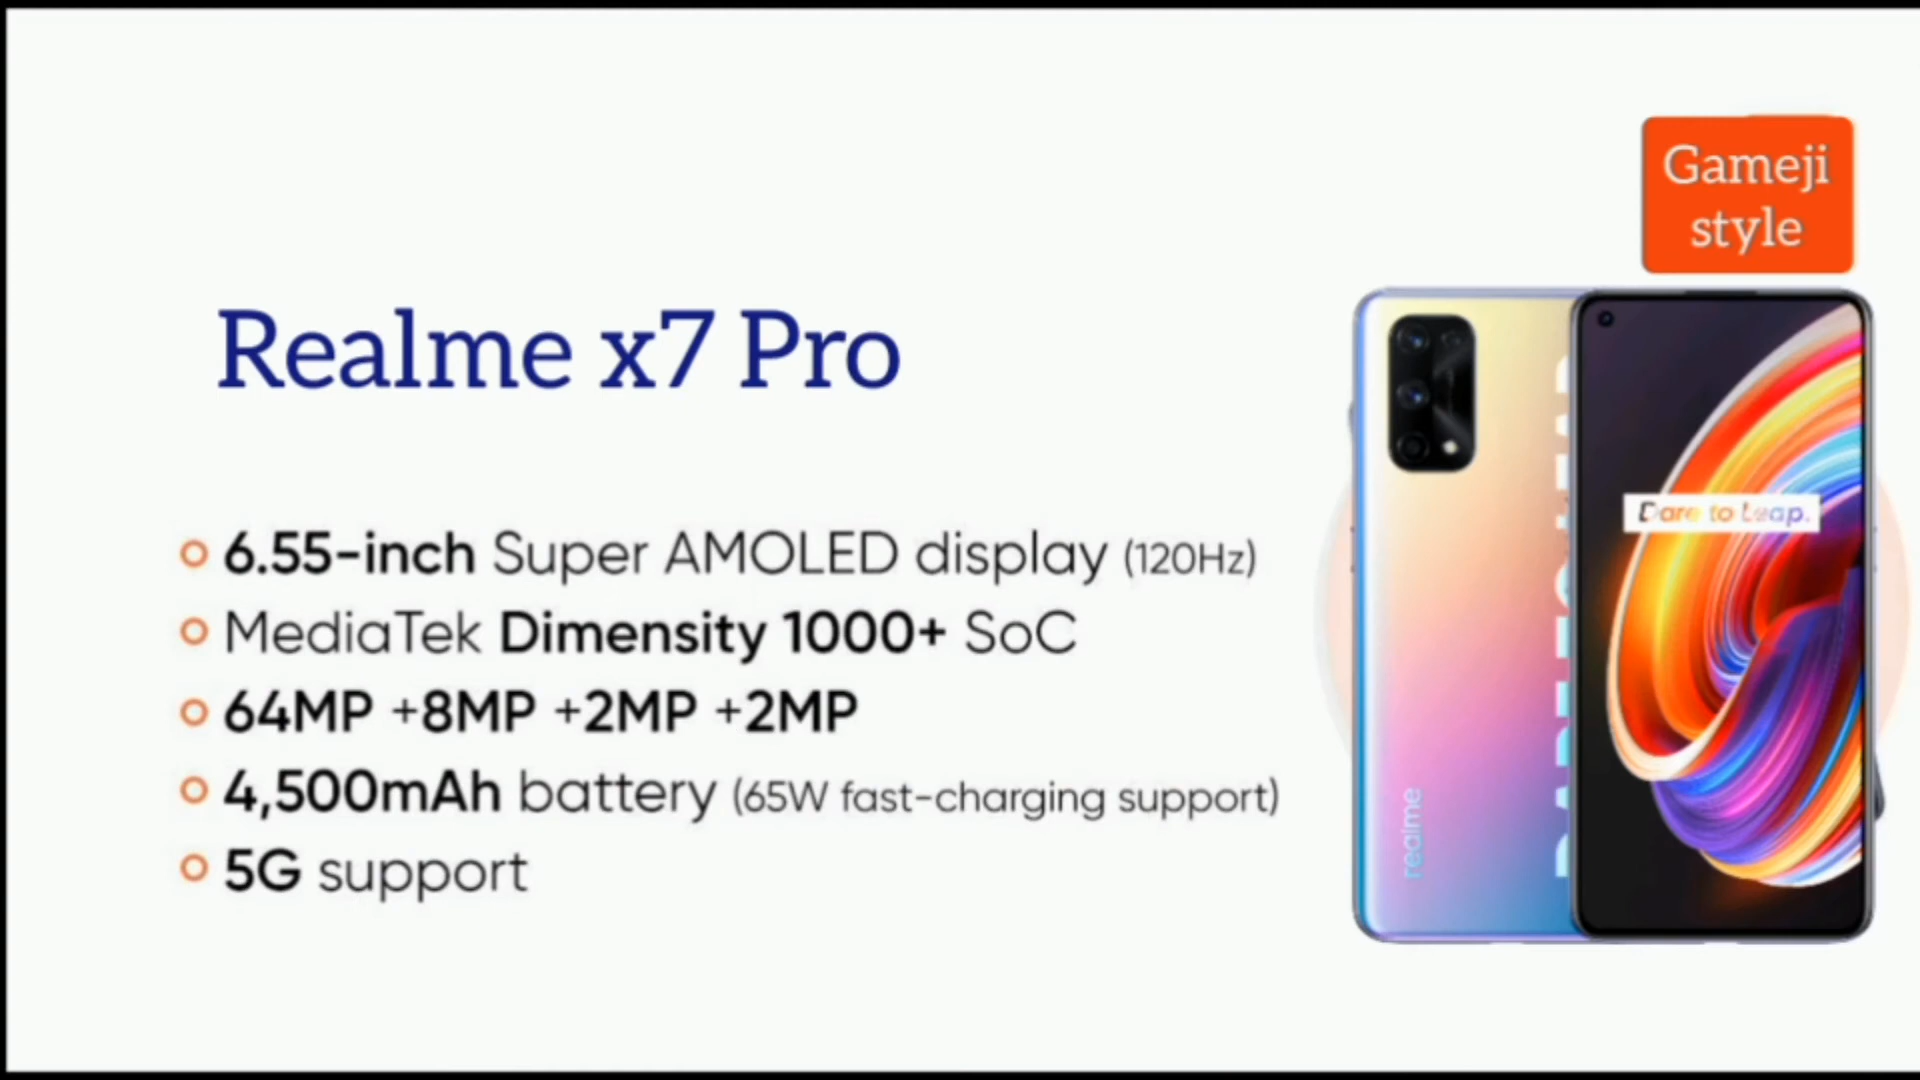 Gameji
style
Realme x7 Pro
6.55-inch Super AMOLED display (120Hz)
MediaTek Dimensity 1000+ SoC
64MP +8MP +2MP +2MP
4,500mAh battery (65W fast-charging support)
5G support
Dare to Leap.
realme